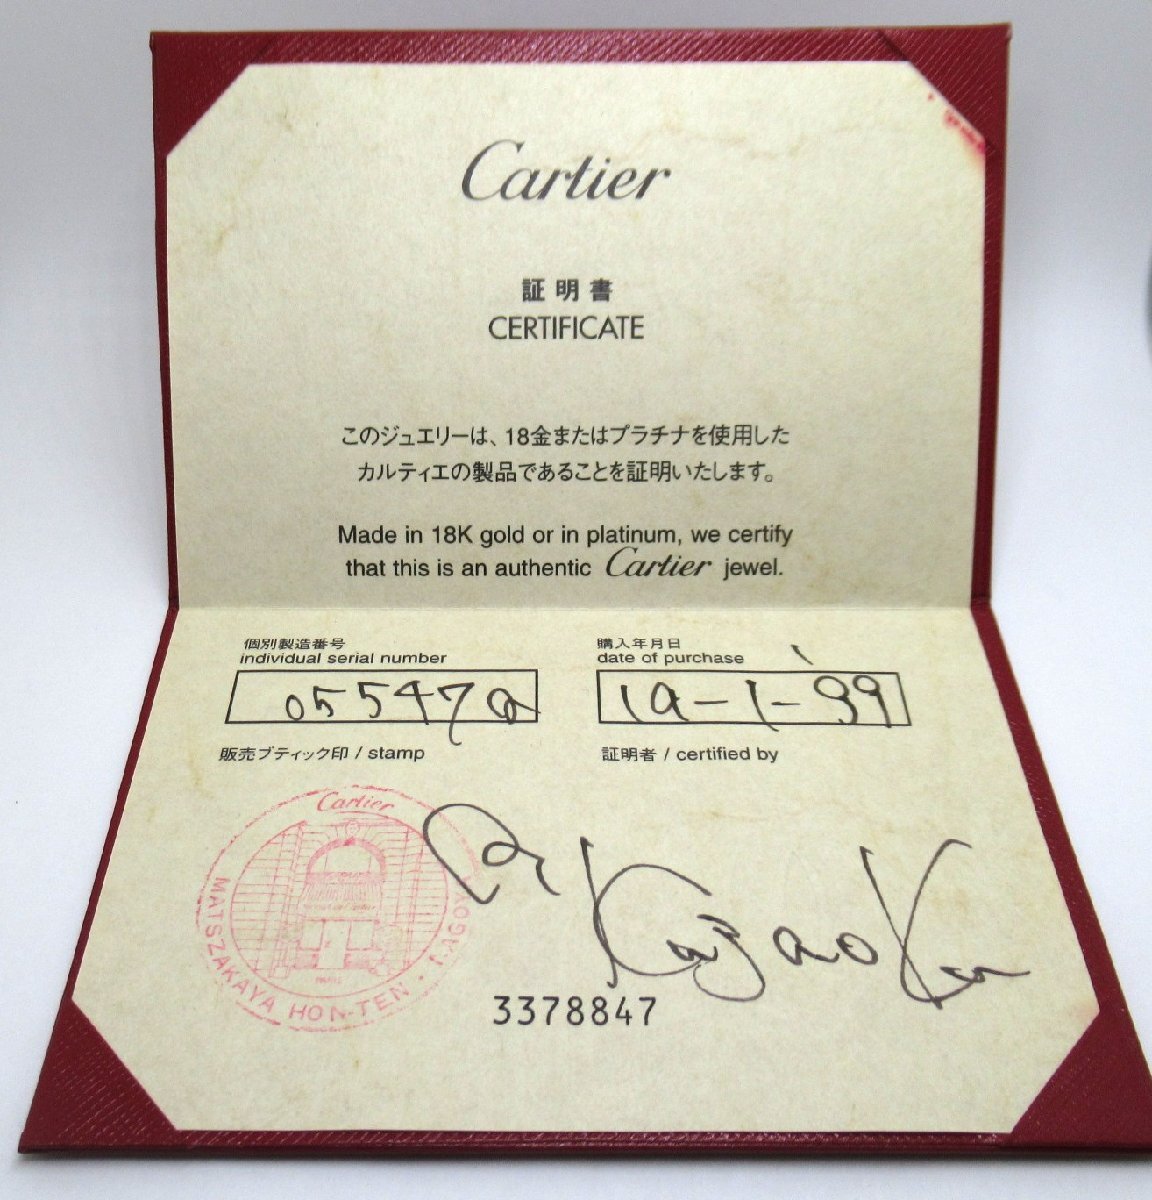 Cartier
証明書
CERTIFICATE
このジュエリーは、18金またはプラチナを使用した
カルティエの製品であることを証明いたします。
Made in 18K gold or in platinum, we certify
that this is an authentic Cartier jewel.
個別製造番号
individual serial number
購入年月日
date of purchase
販売ブティック印 / stamp
証明者 / certified by
Cartier
MATSZAKAYA HON-TEN · NAGOYA
3378847